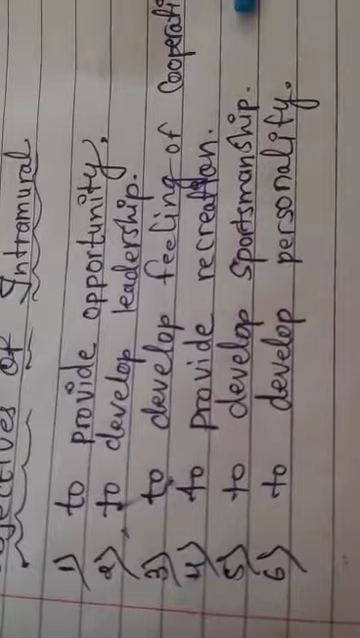 Objectives of Intramural
1) to provide opportunity,
2) to develop leadership.
3) to develop feeling of cooperati
4) to provide recreation.
5) to develop sportsmanship.
6) to develop personality.